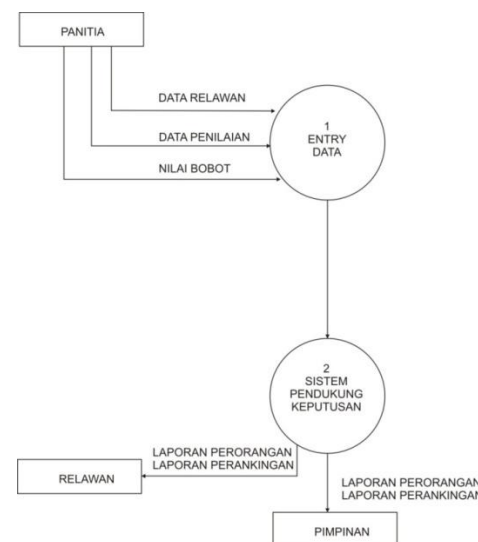 PANITIA
DATA RELAWAN
DATA PENILAIAN
NILAI BOBOT
1
ENTRY
DATA
2
SISTEM
PENDUKUNG
KEPUTUSAN
LAPORAN PERORANGAN
LAPORAN PERANKINGAN
RELAWAN
LAPORAN PERORANGAN
LAPORAN PERANKINGAN
PIMPINAN